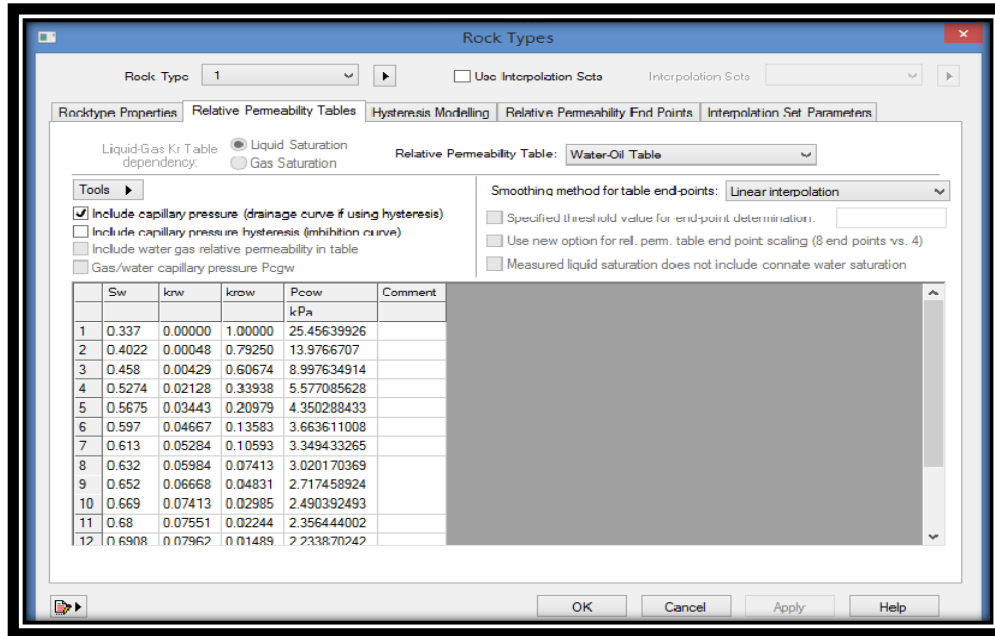 Rock Types
Rock Type 1 Use Interpolation Sets Interpolation Sets
Rocktype Properties Relative Permeability Tables Hysteresis Modelling Relative Permeability End Points Interpolation Set Parameters
Liquid-Gas Kr Table dependency: Liquid Saturation Gas Saturation
Relative Permeability Table: Water-Oil Table
Tools
Include capillary pressure (drainage curve if using hysteresis)
Include capillary pressure hysteresis (imbibition curve)
Include water gas relative permeability in table
Gas/water capillary pressure Pcgw
Smoothing method for table end-points: Linear interpolation
Specified threshold value for end-point determination:
Use new option for rel. perm. table end point scaling (8 end points vs. 4)
Measured liquid saturation does not include connate water saturation
Sw krw krow Pcow Comment
kPa
1 0.337 0.00000 1.00000 25.45639926
2 0.4022 0.00048 0.79250 13.9766707
3 0.458 0.00429 0.60674 8.997634914
4 0.5274 0.02128 0.33938 5.577085628
5 0.5675 0.03443 0.20979 4.350288433
6 0.597 0.04667 0.13583 3.663611008
7 0.613 0.05284 0.10593 3.349433265
8 0.632 0.05984 0.07413 3.020170369
9 0.652 0.06668 0.04831 2.717458924
10 0.669 0.07413 0.02985 2.490392493
11 0.68 0.07551 0.02244 2.356444002
12 0.6908 0.07962 0.01489 2.233870242
OK Cancel Apply Help